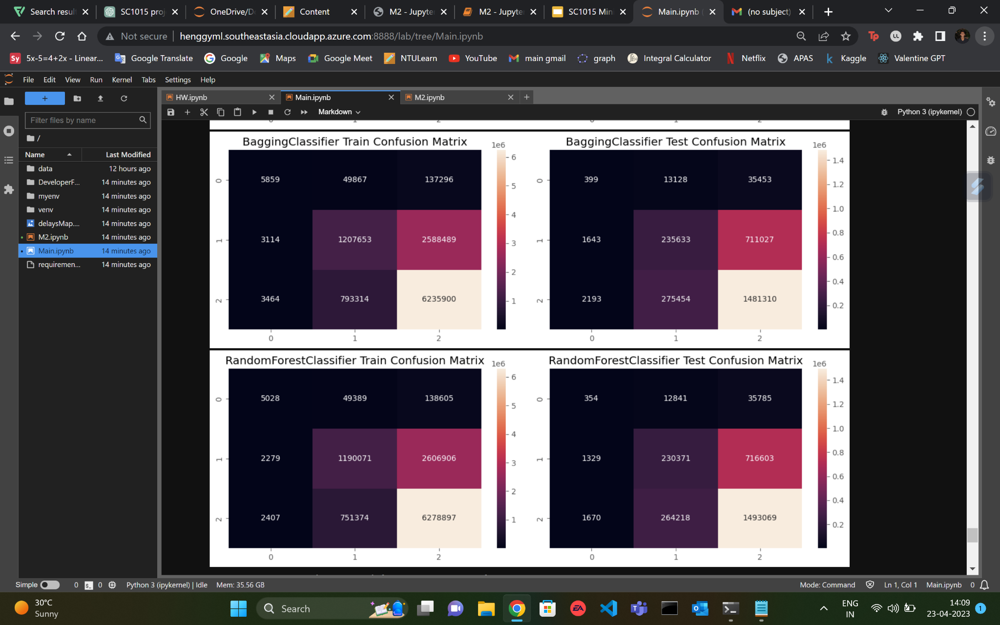 Search result
SC1015 proj
OneDrive/De
Content
M2 - Jupyte
M2 - Jupyte
SC1015 Mini
Main.ipynb (
(no subject)
Not secure
henggyml.southeastasia.cloudapp.azure.com:8888/lab/tree/Main.ipynb
Sy 5x-5=4+2x - Linear...
Google Translate
Google
Maps
Google Meet
NTULearn
YouTube
main gmail
graph
Integral Calculator
Netflix
APAS
Kaggle
Valentine GPT
File Edit View Run Kernel Tabs Settings Help
HW.ipynb
Main.ipynb
M2.ipynb
Markdown
Python 3 (ipykernel)
Filter files by name
/
Name Last Modified
data 12 hours ago
DeveloperF... 14 minutes ago
myenv 14 minutes ago
venv 14 minutes ago
delaysMap.... 14 minutes ago
M2.ipynb 14 minutes ago
Main.ipynb 14 minutes ago
requiremen... 14 minutes ago
BaggingClassifier Train Confusion Matrix
1e6
0 5859 49867 137296
1 3114 1207653 2588489
2 3464 793314 6235900
0 1 2
6
5
4
3
2
1
BaggingClassifier Test Confusion Matrix
1e6
0 399 13128 35453
1 1643 235633 711027
2 2193 275454 1481310
0 1 2
1.4
1.2
1.0
0.8
0.6
0.4
0.2
RandomForestClassifier Train Confusion Matrix
1e6
0 5028 49389 138605
1 2279 1190071 2606906
2 2407 751374 6278897
0 1 2
6
5
4
3
2
1
RandomForestClassifier Test Confusion Matrix
1e6
0 354 12841 35785
1 1329 230371 716603
2 1670 264218 1493069
0 1 2
1.4
1.2
1.0
0.8
0.6
0.4
0.2
Simple 0 0 Python 3 (ipykernel) | Idle Mem: 35.56 GB
Mode: Command Ln 1, Col 1 Main.ipynb 0
30°C
Sunny
Search
ENG
IN
14:09
23-04-2023
1